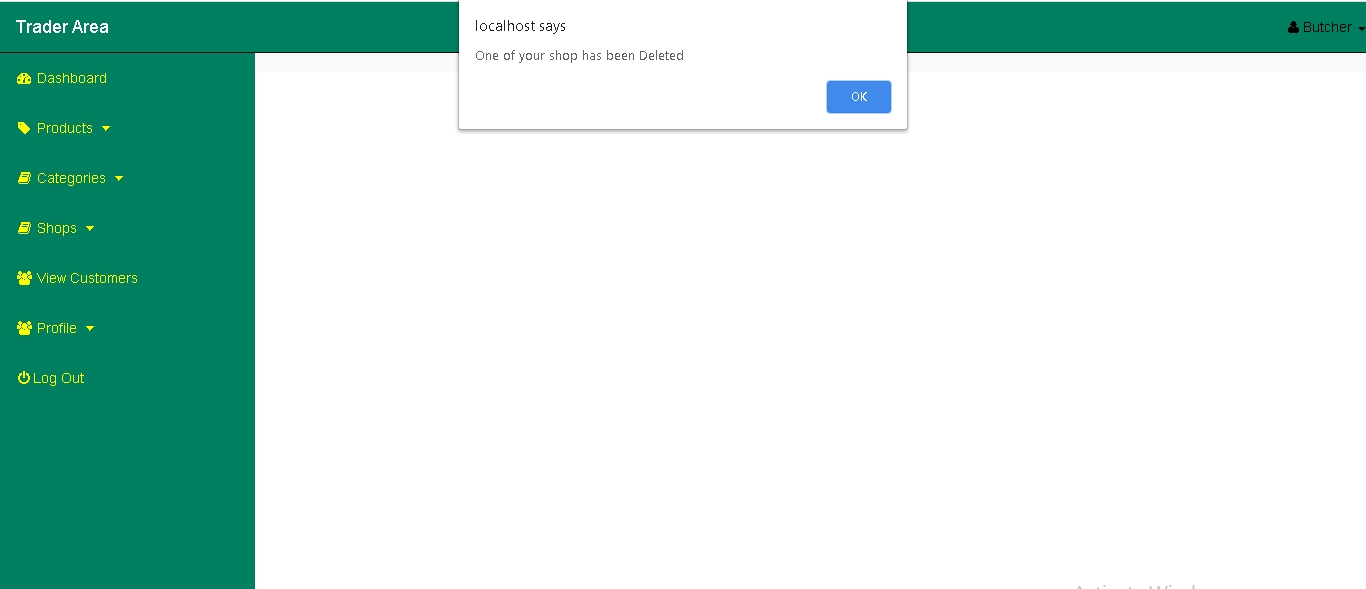 Trader Area
localhost says
One of your shop has been Deleted
OK
Butcher
Dashboard
Products
Categories
Shops
View Customers
Profile
Log Out